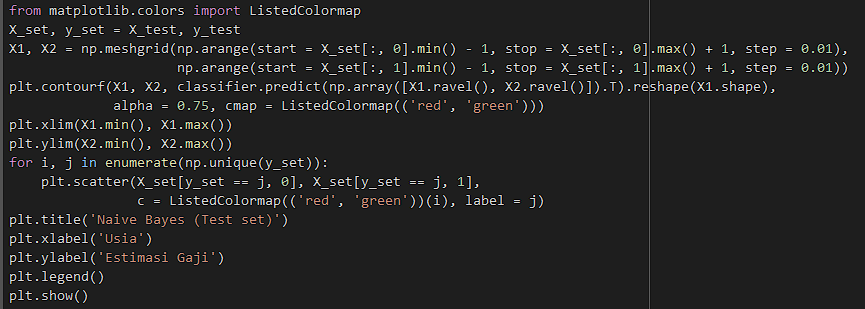 from matplotlib.colors import ListedColormap
X_set, y_set = X_test, y_test
X1, X2 = np.meshgrid(np.arange(start = X_set[:, 0].min() - 1, stop = X_set[:, 0].max() + 1, step = 0.01),
                     np.arange(start = X_set[:, 1].min() - 1, stop = X_set[:, 1].max() + 1, step = 0.01))
plt.contourf(X1, X2, classifier.predict(np.array([X1.ravel(), X2.ravel()]).T).reshape(X1.shape),
             alpha = 0.75, cmap = ListedColormap(('red', 'green')))
plt.xlim(X1.min(), X1.max())
plt.ylim(X2.min(), X2.max())
for i, j in enumerate(np.unique(y_set)):
    plt.scatter(X_set[y_set == j, 0], X_set[y_set == j, 1],
                c = ListedColormap(('red', 'green'))(i), label = j)
plt.title('Naive Bayes (Test set)')
plt.xlabel('Usia')
plt.ylabel('Estimasi Gaji')
plt.legend()
plt.show()